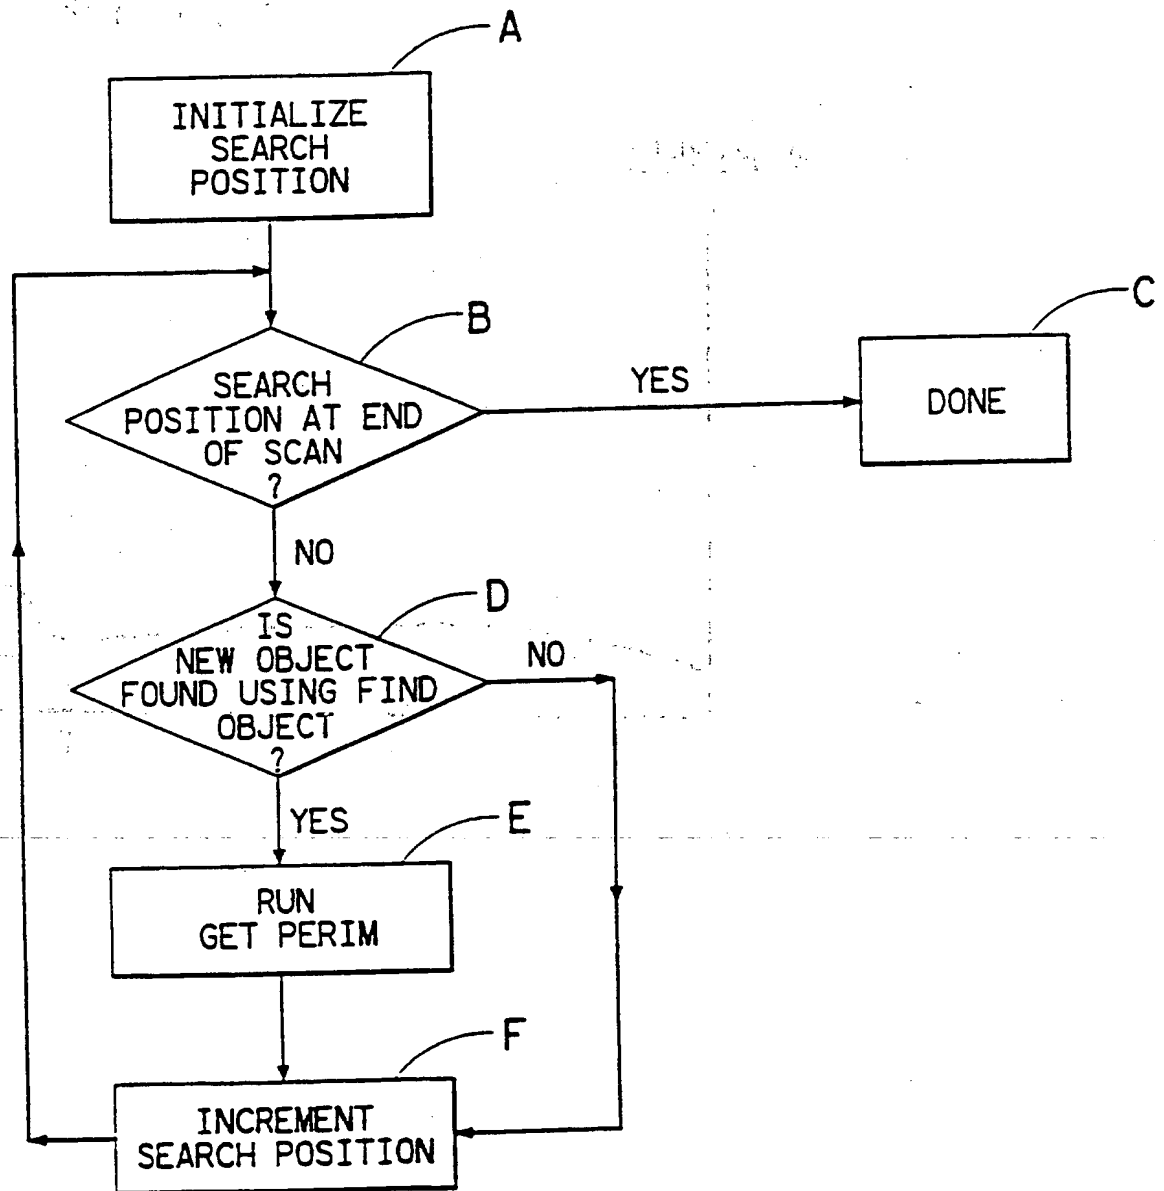 A
INITIALIZE
SEARCH
POSITION
B
SEARCH
POSITION AT END
OF SCAN
?
YES
C
DONE
NO
D
IS
NEW OBJECT
FOUND USING FIND
OBJECT
?
NO
YES
E
RUN
GET PERIM
F
INCREMENT
SEARCH POSITION